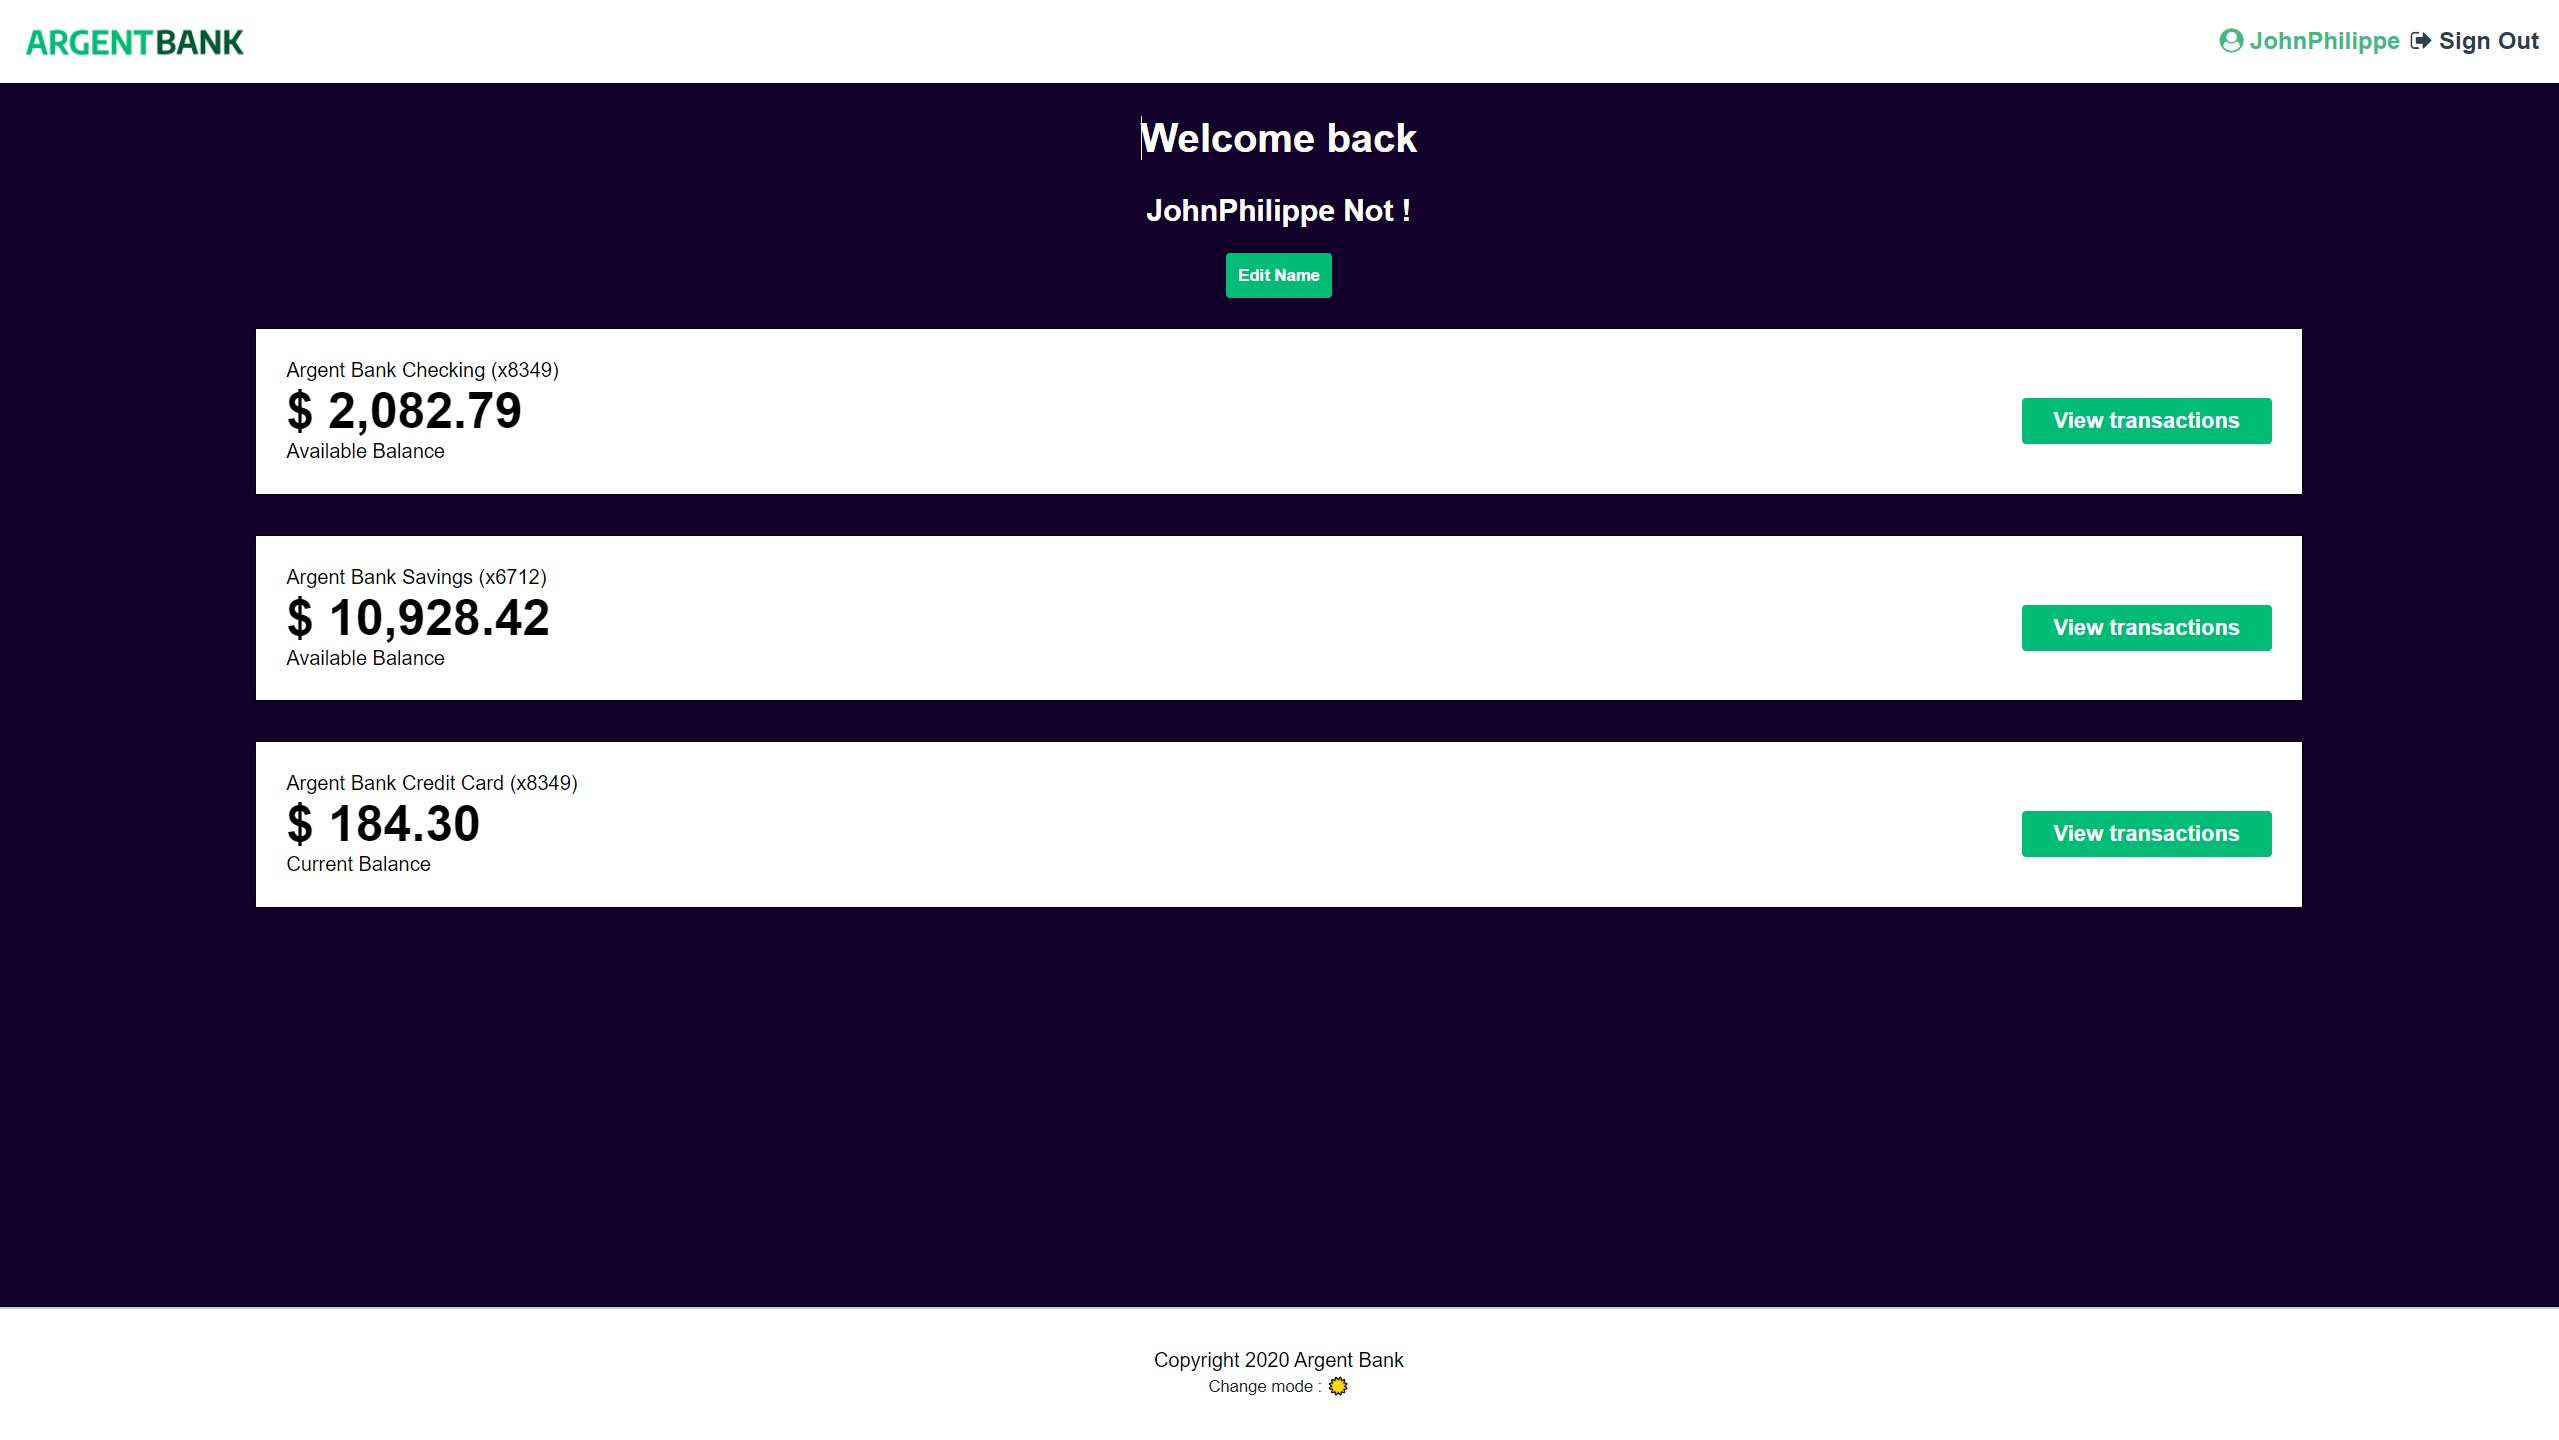 ARGENTBANK
JohnPhilippe Sign Out
Welcome back
JohnPhilippe Not !
Edit Name
Argent Bank Checking (x8349)
$ 2,082.79
Available Balance
View transactions
Argent Bank Savings (x6712)
$ 10,928.42
Available Balance
View transactions
Argent Bank Credit Card (x8349)
$ 184.30
Current Balance
View transactions
Copyright 2020 Argent Bank
Change mode :